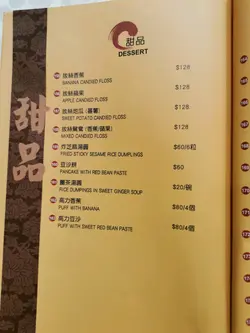 甜品
DESSERT
甜品
拔絲香蕉 $128
BANANA CANDIED FLOSS
拔絲蘋果 $128
APPLE CANDIED FLOSS
拔絲地瓜(蕃薯) $128
SWEET POTATO CANDIED FLOSS
拔絲鴛鴦(香蕉/蘋果) $128
MIXED CANDIED FLOSS
炸芝麻湯圓 $60/6粒
FRIED STICKY SESAME RICE DUMPLINGS
豆沙餅 $60
PANCAKE WITH RED BEAN PASTE
薑茶湯圓 $20/碗
RICE DUMPLINGS IN SWEET GINGER SOUP
高力香蕉 $80/4個
PUFF WITH BANANA
高力豆沙 $80/4個
PUFF WITH SWEET RED BEAN PASTE